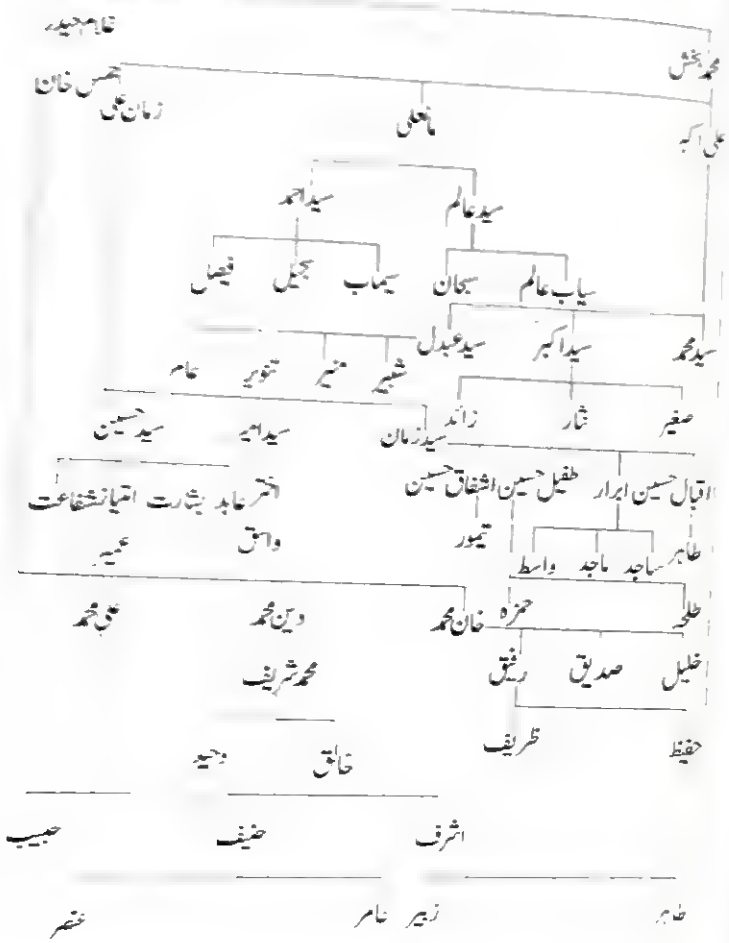 غلام حیدر
محمد بخش
شمس خان
زمان علی
مانعلی
علی اکبر
سید عالم سید احمد
سیاب عالم سبحان سیماب سجیل فیصل
سید محمد سید اکبر سید عبدل
شبیر منیر تنویر عامر
صغیر نثار زائد
سید زمان سید امیر سید حسین
اقبال حسین ابرار طفیل حسین اشفاق حسین
اختر عابد بشارت امتیاز شفاعت
طاہر ساجد ماجد واسط تیمور واثق عمیر
طلحہ حمزہ خان محمد دین محمد علی محمد
خلیل صدیق رفیق محمد شریف
حفیظ ظریف خالق وحید
اشرف حنیف حبیب
طاہر زبیر عامر عنصر